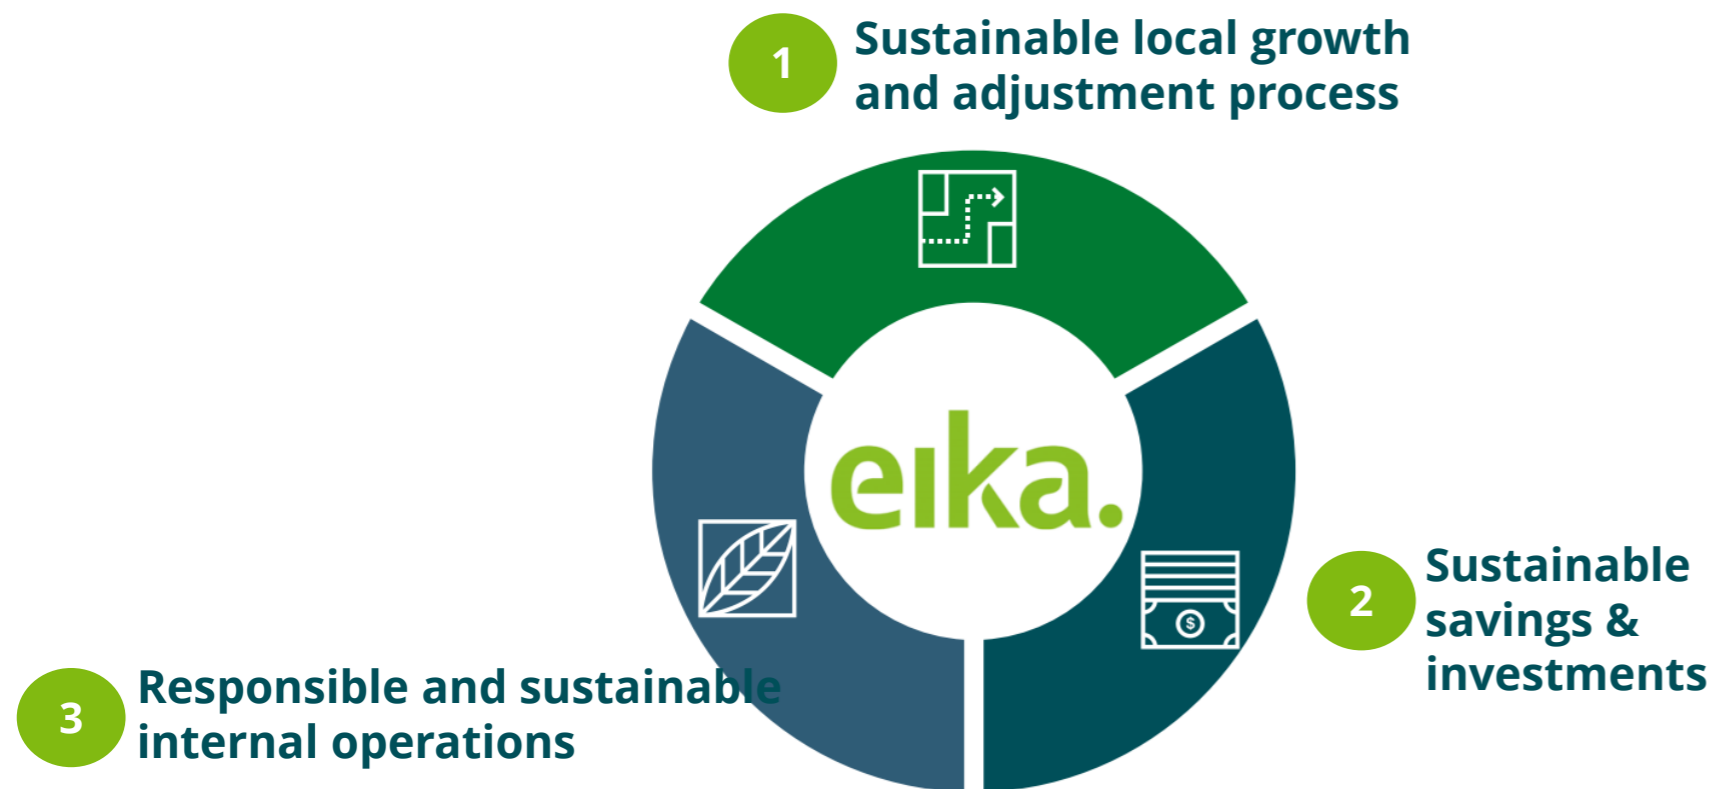 1
Sustainable local growth
and adjustment process
eika.
$
2
Sustainable
savings &
investments
3
Responsible and sustainable
internal operations